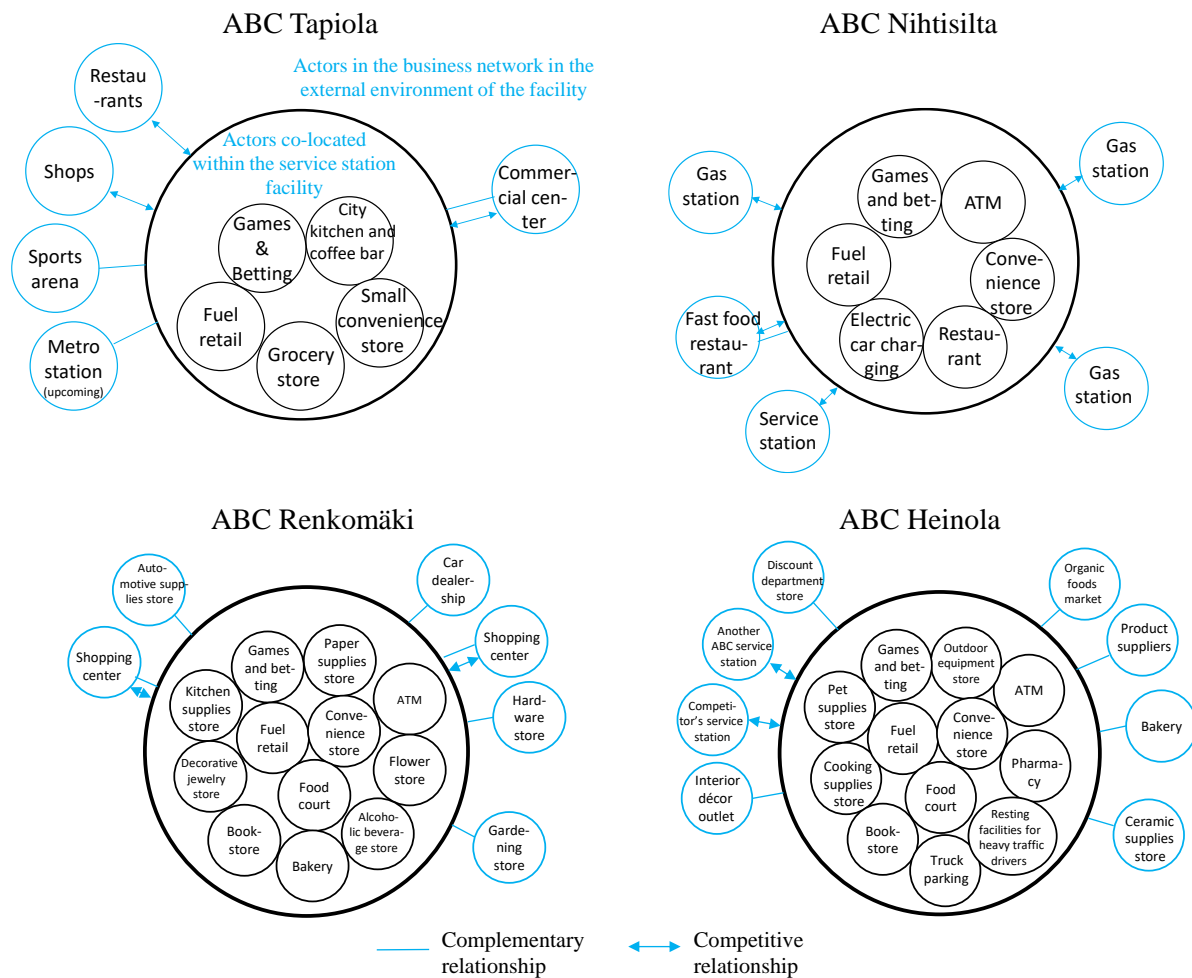 ABC Tapiola
Actors in the business network in the
external environment of the facility
Restau
-rants
Shops
Sports
arena
Metro
station
(upcoming)
Actors co-located
within the service station
facility
Commer-
cial cen-
ter
Games
&
Betting
City
kitchen and
coffee bar
Fuel
retail
Small
convenience
store
Grocery
store
ABC Nihtisilta
Gas
station
Gas
station
Games
and bet-
ting
ATM
Fuel
retail
Conve-
nience
store
Fast food
restau-
rant
Electric
car char-
ging
Restau-
rant
Service
station
Gas
station
ABC Renkomäki
Auto-
motive supp-
lies store
Car
dealer-
ship
Shopping
center
Shopping
center
Games
and bet-
ting
Paper
supplies
store
Kitchen
supplies
store
ATM
Hard-
ware
store
Fuel
retail
Conve-
nience
store
Decorative
jewelry
store
Flower
store
Food
court
Book-
store
Alcoho-
lic bevera-
ge store
Bakery
Garde-
ning
store
ABC Heinola
Discount
department
store
Organic
foods
market
Another
ABC service
station
Product
suppliers
Games
and bet-
ting
Outdoor
equipment
store
Pet
supplies
store
ATM
Competi-
tor's service
station
Bakery
Fuel
retail
Conve-
nience
store
Interior
décor
outlet
Cooking
supplies
store
Pharma-
cy
Food
court
Book-
store
Resting
facilities for
heavy traffic
drivers
Truck
parking
Ceramic
supplies
store
Complementary
relationship
Competitive
relationship